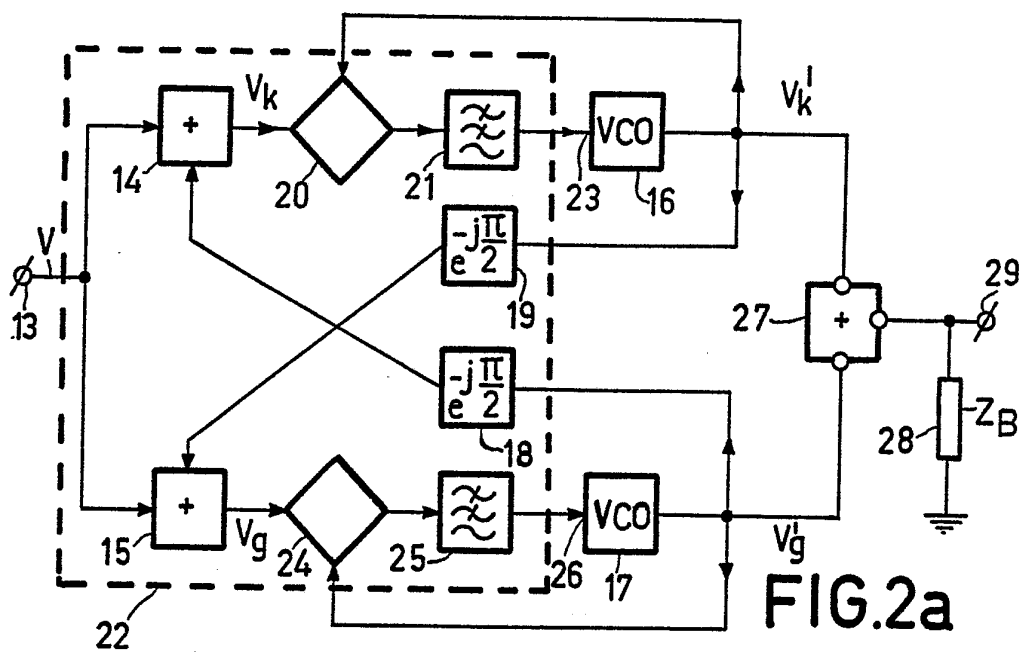 V_k
V_k'
+
VCO
14
20
21
23
16
V
e^{-jπ/2}
13
19
29
27
+
e^{-jπ/2}
18
28
Z_B
+
VCO
15
V_g
24
25
26
17
V_g'
22
FIG.2a